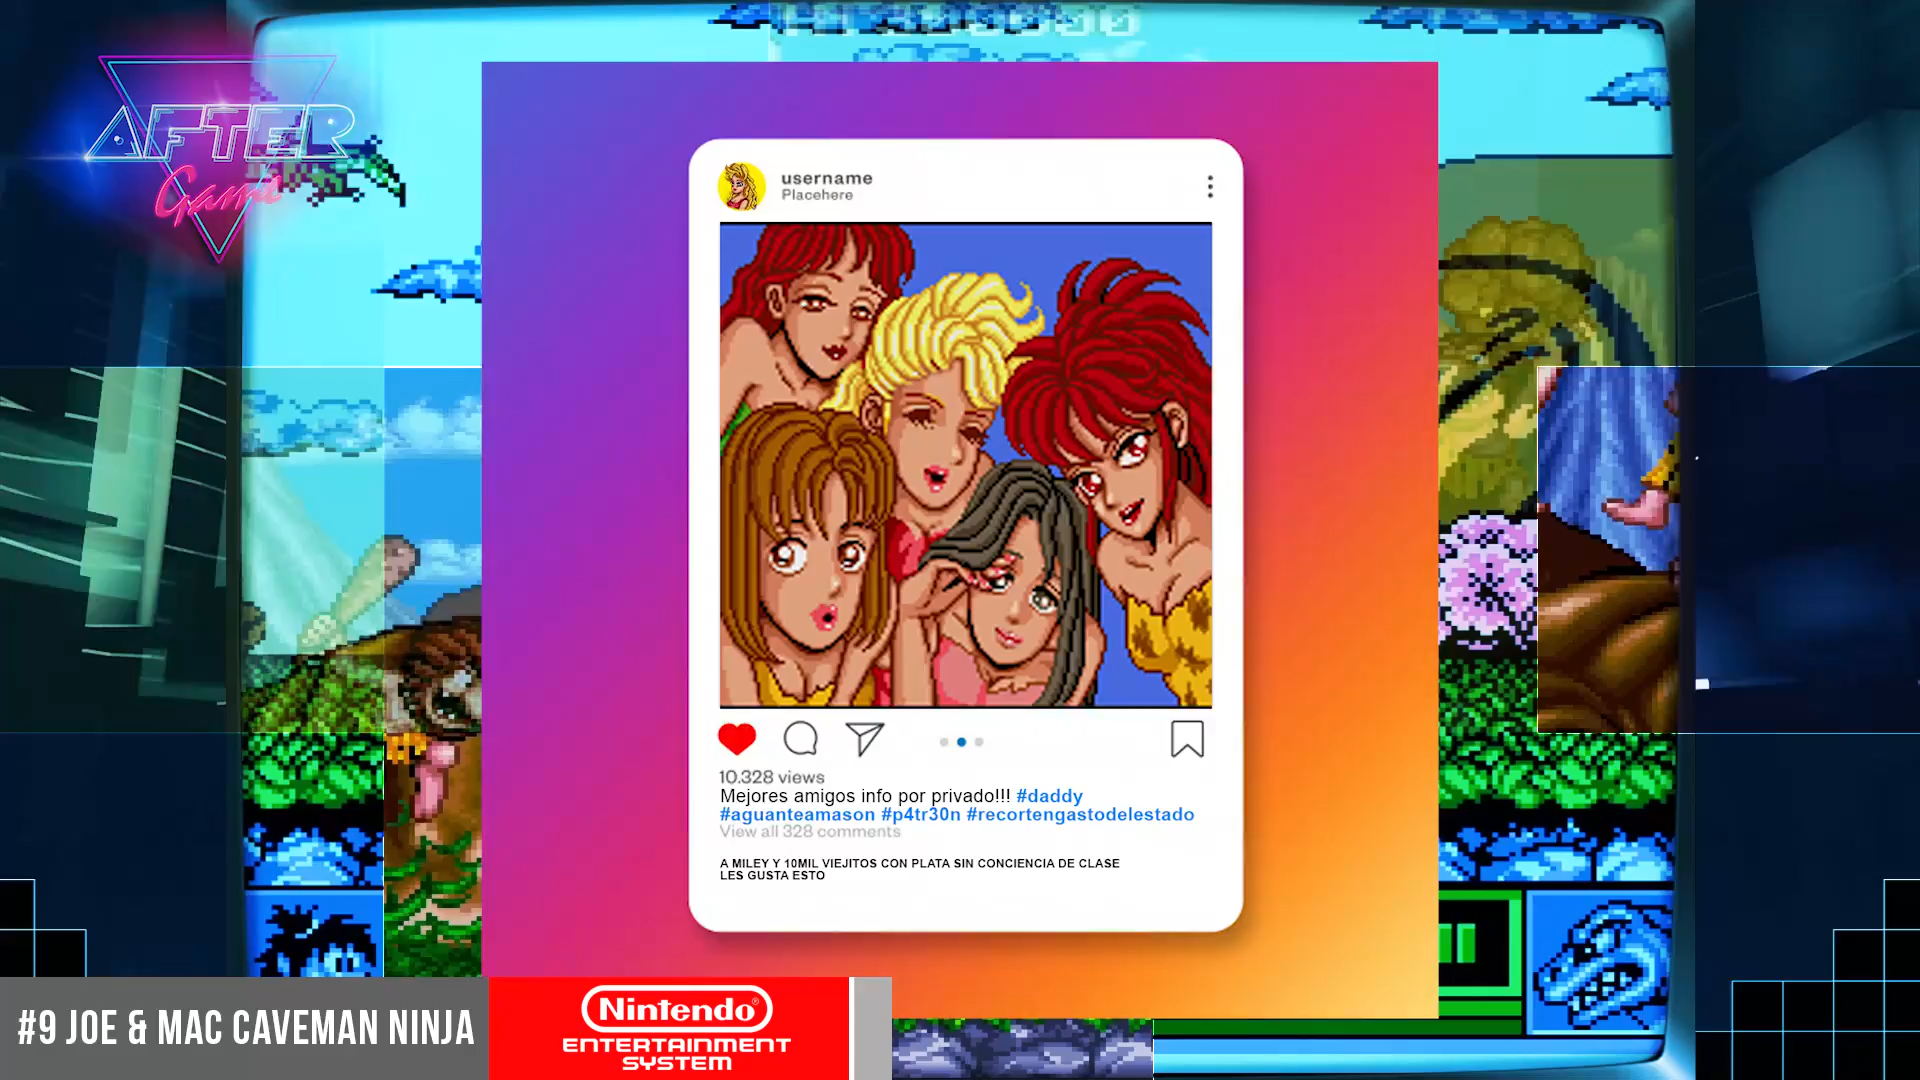 AFTER
Game
username
Placehere
10.328 views
Mejores amigos info por privado!!! #daddy
#aguanteamason #p4tr30n #recortengastodelestado
View all 328 comments
A MILEY Y 10MIL VIEJITOS CON PLATA SIN CONCIENCIA DE CLASE
LES GUSTA ESTO
#9 JOE & MAC CAVEMAN NINJA
Nintendo®
ENTERTAINMENT
SYSTEM